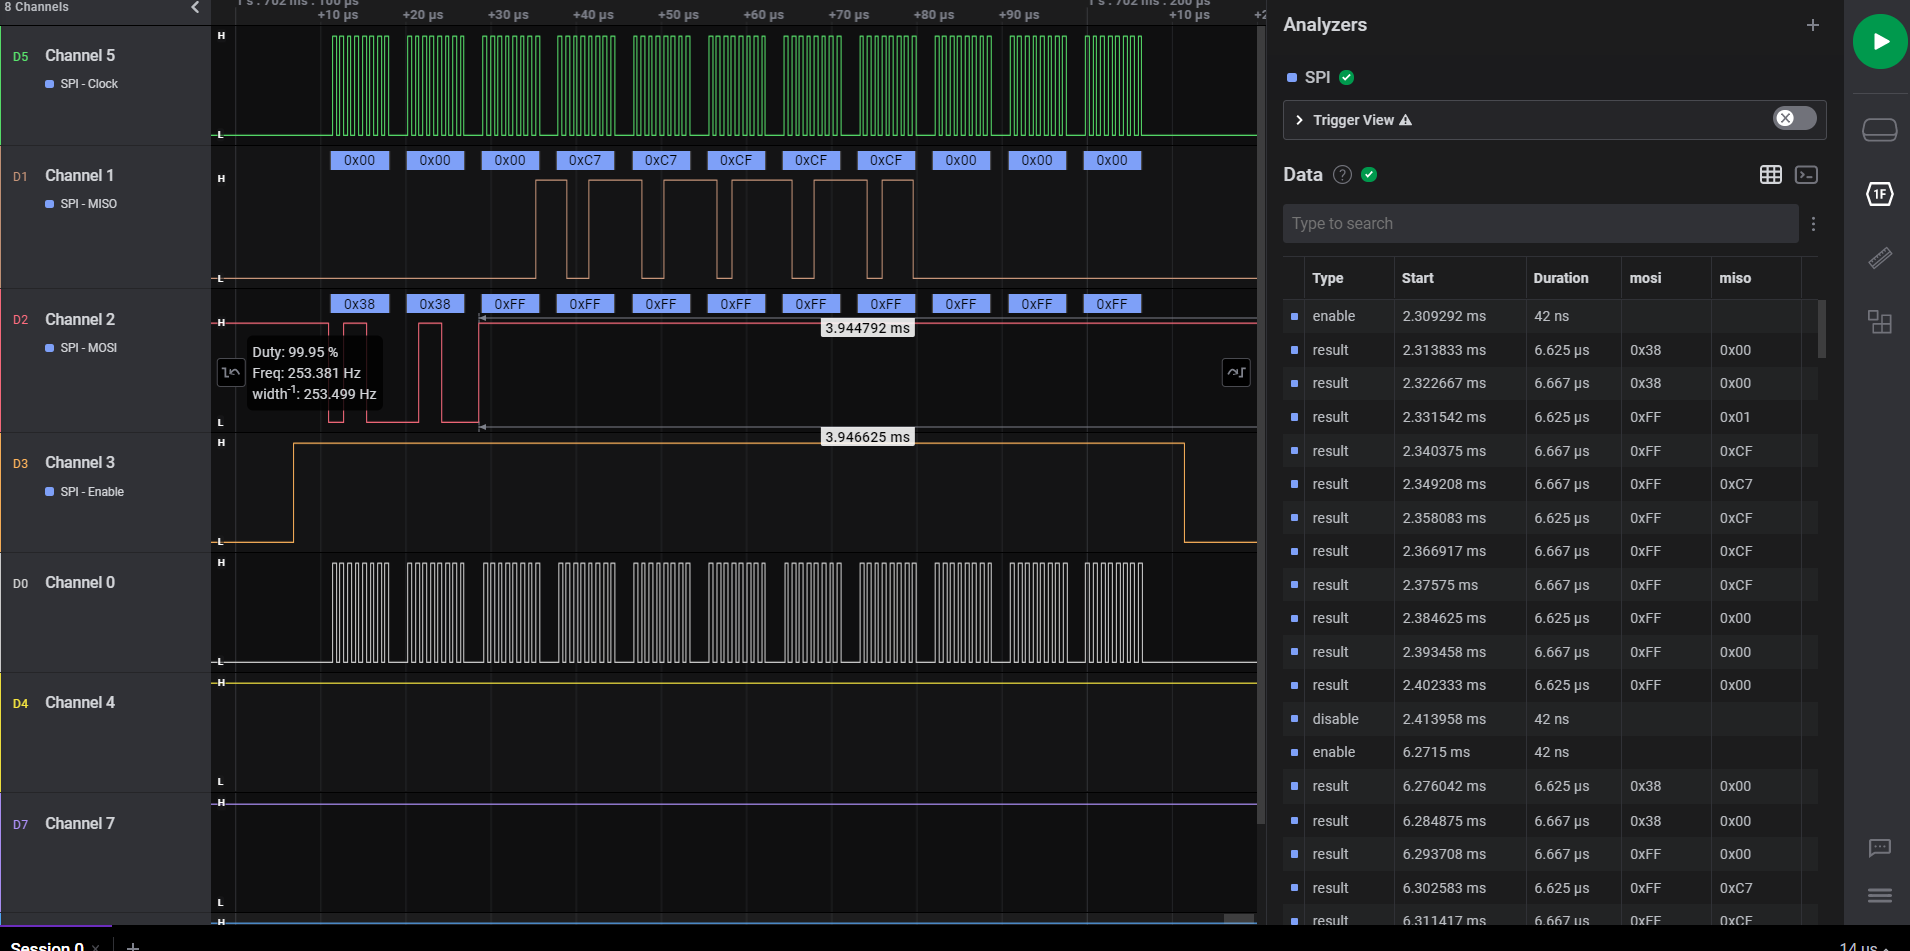 8 Channels
+10 µs +20 µs +30 µs +40 µs +50 µs +60 µs +70 µs +80 µs +90 µs +10 µs
D5 Channel 5
SPI - Clock
H
L
D1 Channel 1
SPI - MISO
0x00 0x00 0x00 0xC7 0xC7 0xCF 0xCF 0xCF 0x00 0x00 0x00
H
L
D2 Channel 2
SPI - MOSI
0x38 0x38 0xFF 0xFF 0xFF 0xFF 0xFF 0xFF 0xFF 0xFF 0xFF
H
3.944792 ms
Duty: 99.95 %
Freq: 253.381 Hz
width-1: 253.499 Hz
L
3.946625 ms
D3 Channel 3
SPI - Enable
H
L
D0 Channel 0
H
L
D4 Channel 4
H
L
D7 Channel 7
H
L
H
Session 0
Analyzers
SPI
Trigger View
Data
Type to search
Type Start Duration mosi miso
enable 2.309292 ms 42 ns
result 2.313833 ms 6.625 µs 0x38 0x00
result 2.322667 ms 6.667 µs 0x38 0x00
result 2.331542 ms 6.625 µs 0xFF 0x01
result 2.340375 ms 6.667 µs 0xFF 0xCF
result 2.349208 ms 6.667 µs 0xFF 0xC7
result 2.358083 ms 6.625 µs 0xFF 0xCF
result 2.366917 ms 6.667 µs 0xFF 0xCF
result 2.37575 ms 6.667 µs 0xFF 0xCF
result 2.384625 ms 6.625 µs 0xFF 0x00
result 2.393458 ms 6.667 µs 0xFF 0x00
result 2.402333 ms 6.625 µs 0xFF 0x00
disable 2.413958 ms 42 ns
enable 6.2715 ms 42 ns
result 6.276042 ms 6.625 µs 0x38 0x00
result 6.284875 ms 6.667 µs 0x38 0x00
result 6.293708 ms 6.667 µs 0xFF 0x00
result 6.302583 ms 6.625 µs 0xFF 0xC7
result 6.311417 ms 6.667 µs 0xFF 0xCF
1F
14 µs